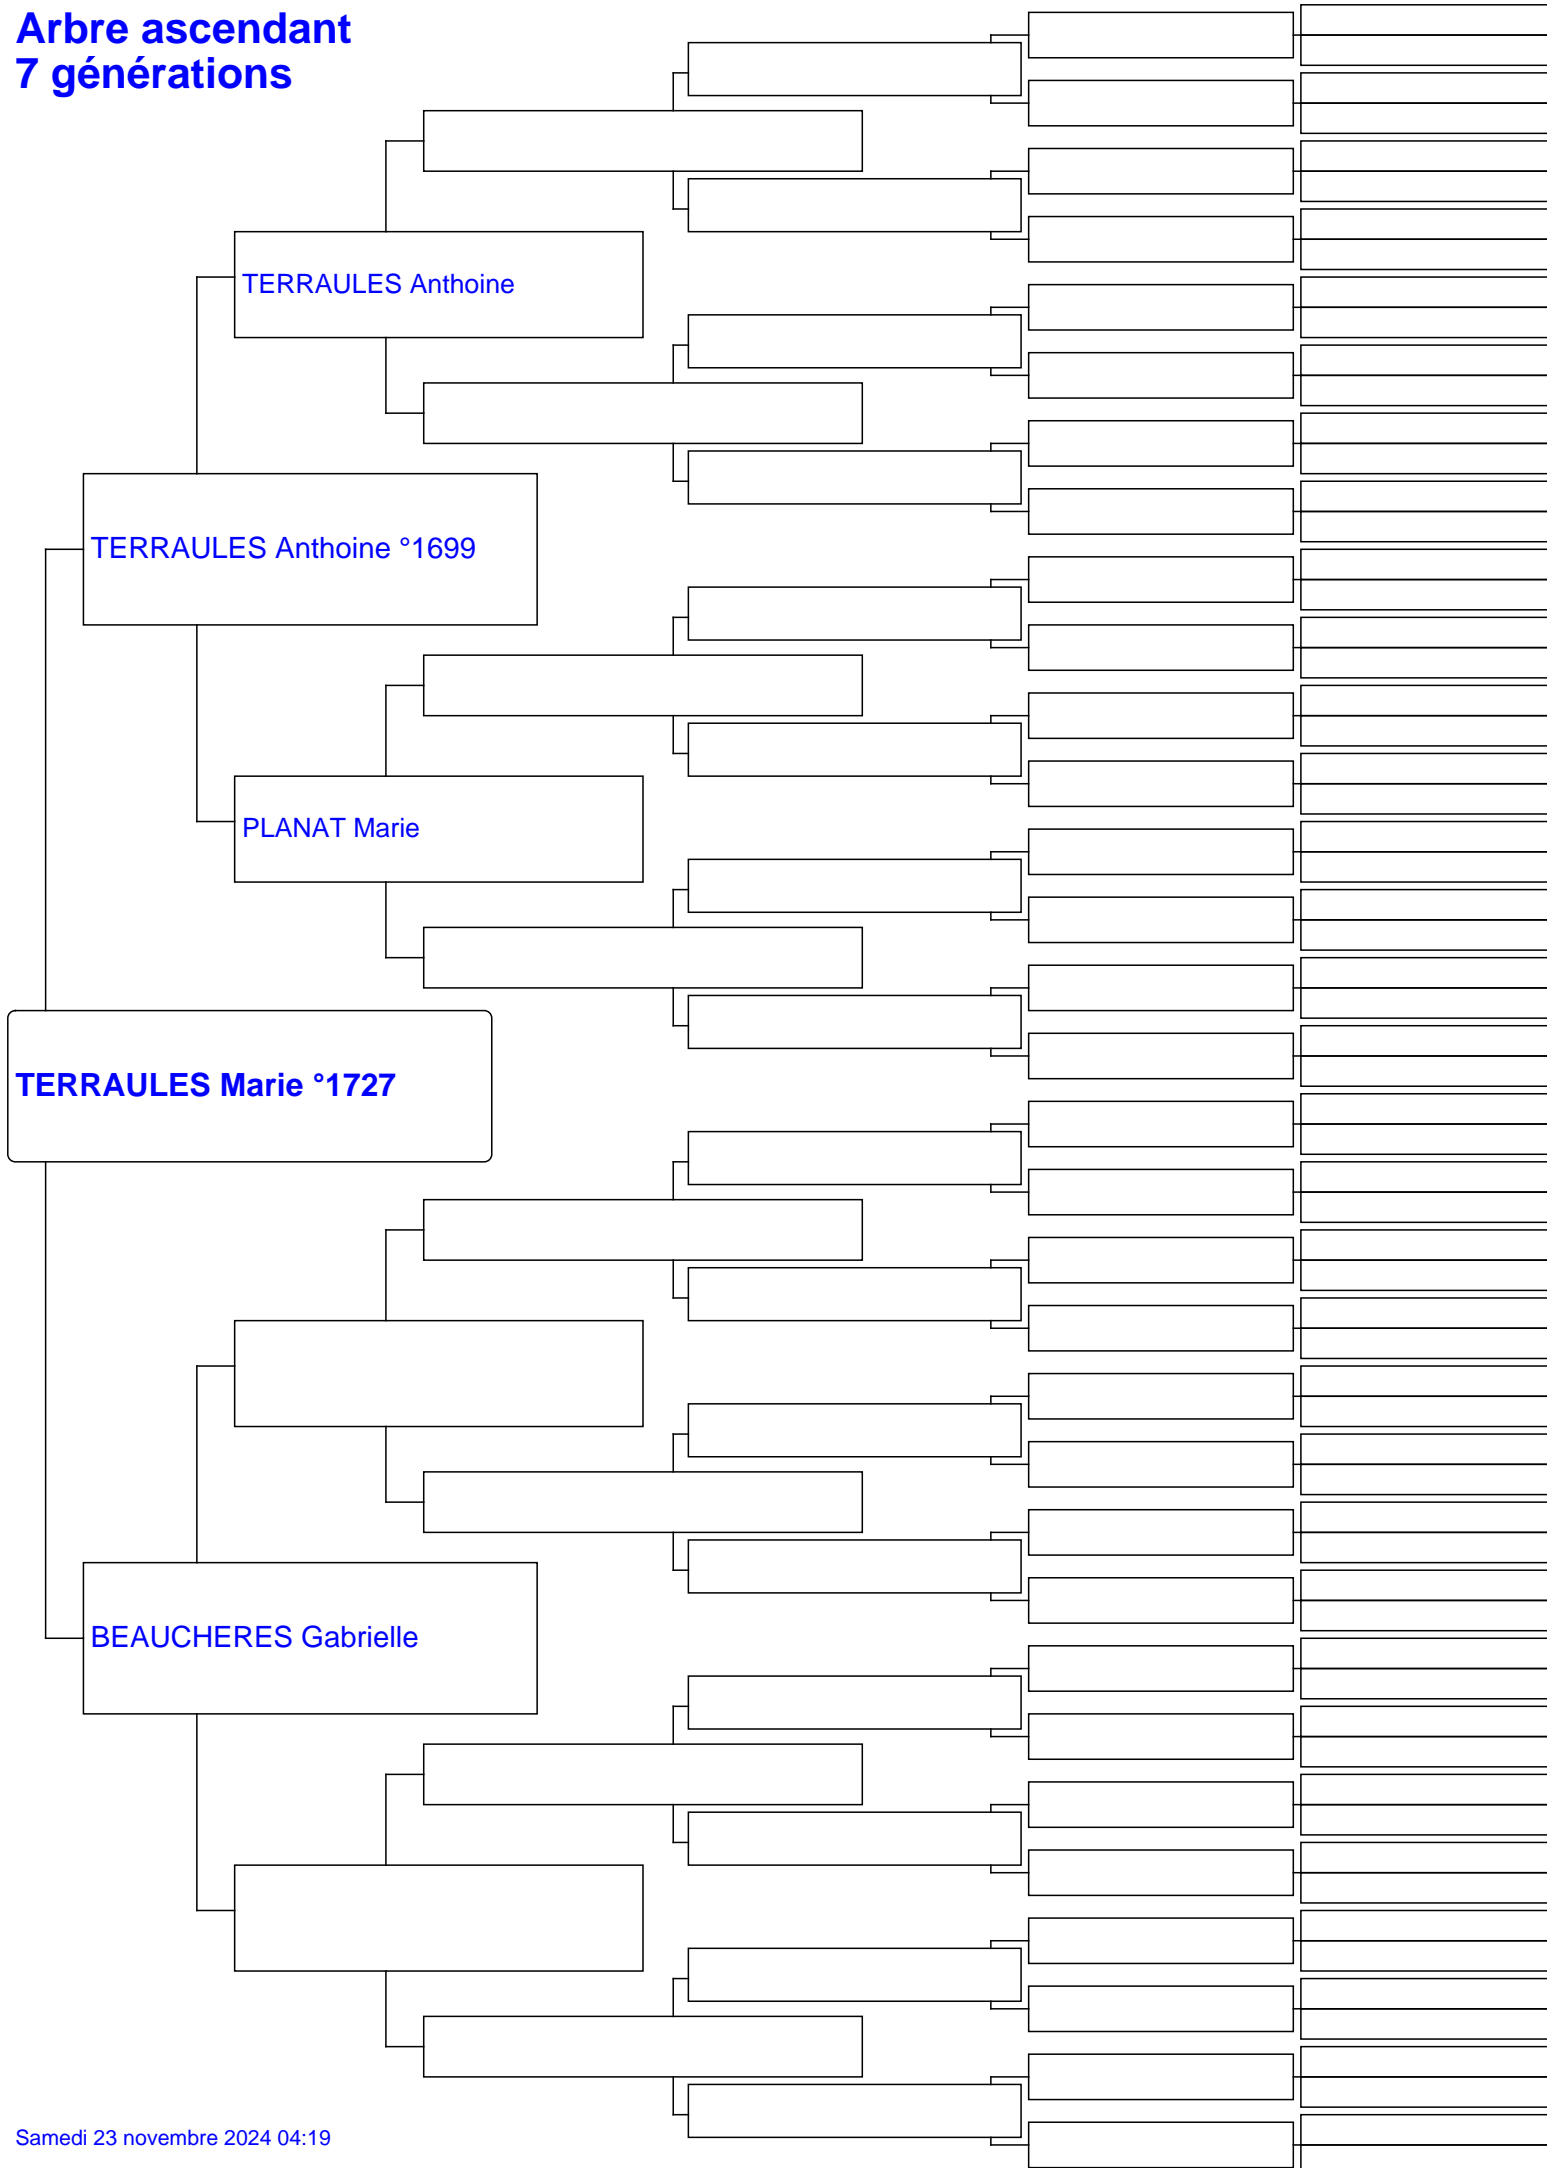 Arbre ascendant
7 générations
TERRAULES Anthoine
TERRAULES Anthoine °1699
PLANAT Marie
TERRAULES Marie °1727
BEAUCHERES Gabrielle
Samedi 23 novembre 2024 04:19